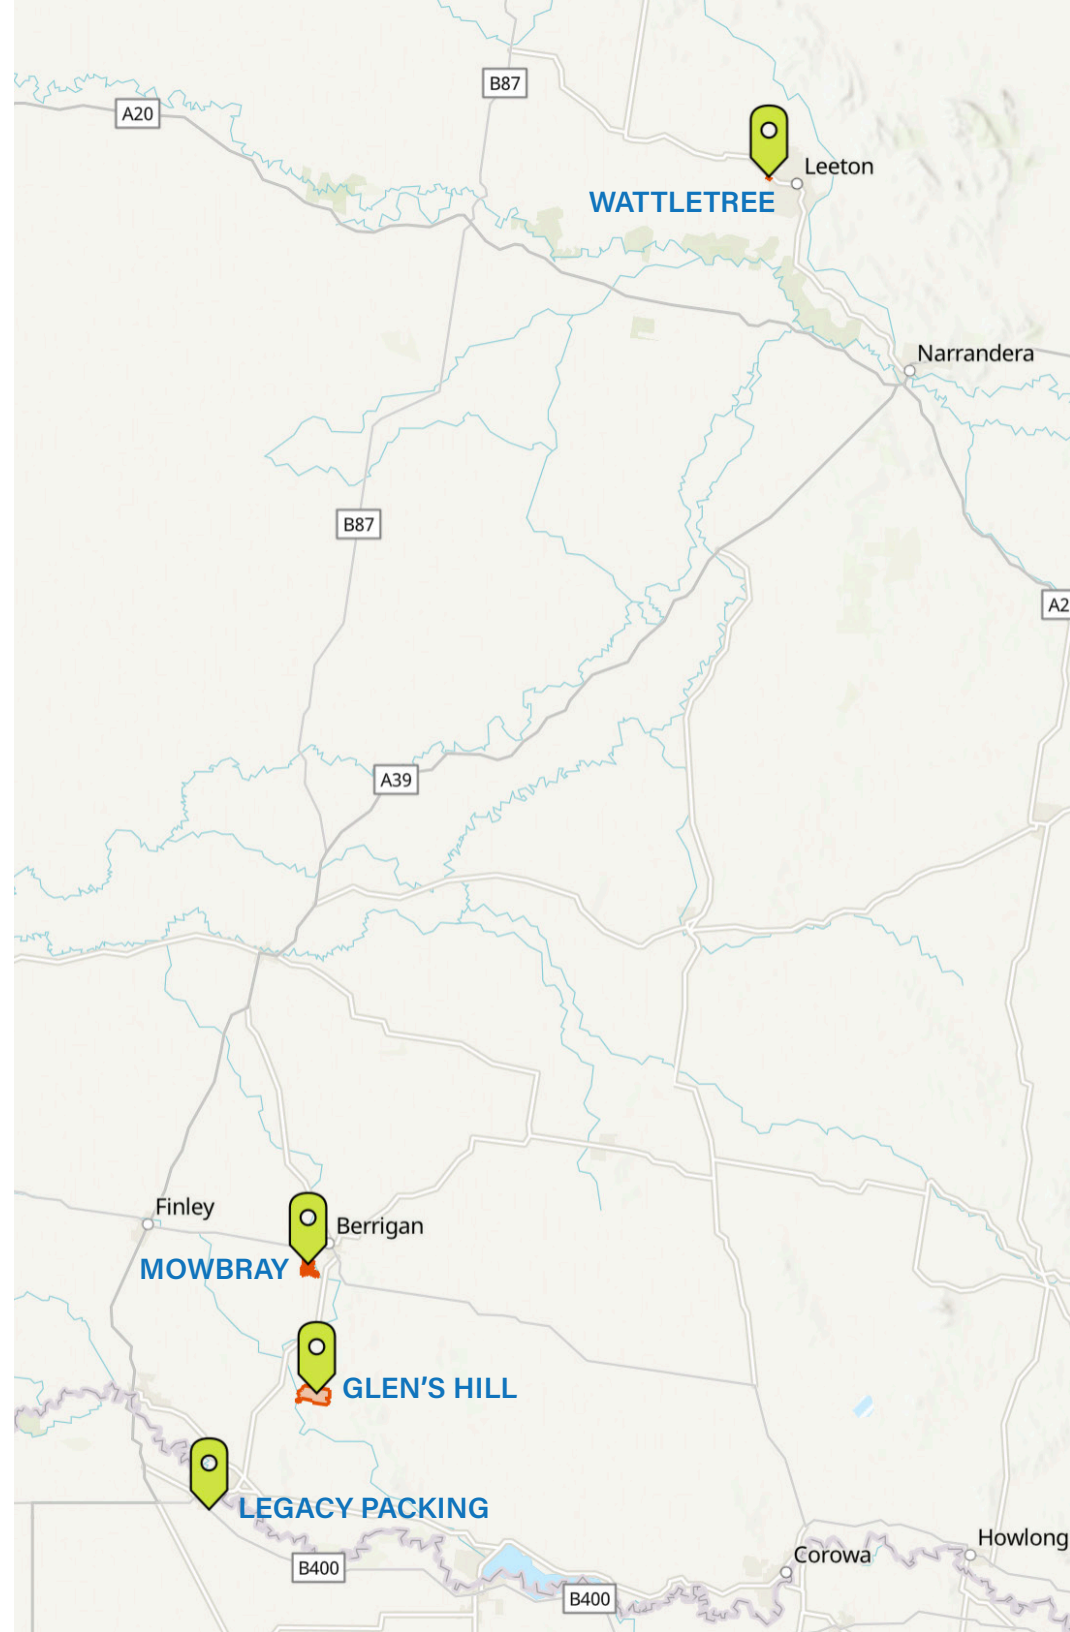 B87
A20
Leeton
WATTLETREE
Narrandera
B87
A2
A39
Finley
Berrigan
MOWBRAY
GLEN'S HILL
LEGACY PACKING
Howlong
Corowa
B400
B400